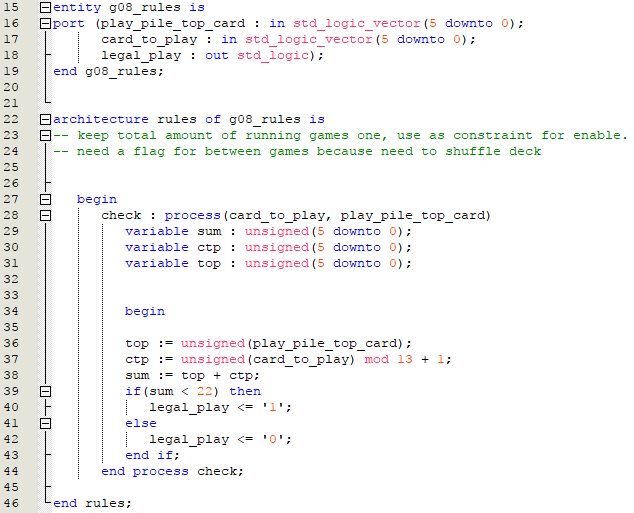 15 entity g08_rules is
16 port (play_pile_top_card : in std_logic_vector(5 downto 0);
17 card_to_play : in std_logic_vector(5 downto 0);
18 legal_play : out std_logic);
19 end g08_rules;
20
21
22 architecture rules of g08_rules is
23 -- keep total amount of running games one, use as constraint for enable.
24 -- need a flag for between games because need to shuffle deck
25
26
27 begin
28 check : process(card_to_play, play_pile_top_card)
29 variable sum : unsigned(5 downto 0);
30 variable ctp : unsigned(5 downto 0);
31 variable top : unsigned(5 downto 0);
32
33
34 begin
35
36 top := unsigned(play_pile_top_card);
37 ctp := unsigned(card_to_play) mod 13 + 1;
38 sum := top + ctp;
39 if(sum < 22) then
40 legal_play <= '1';
41 else
42 legal_play <= '0';
43 end if;
44 end process check;
45
46 end rules;